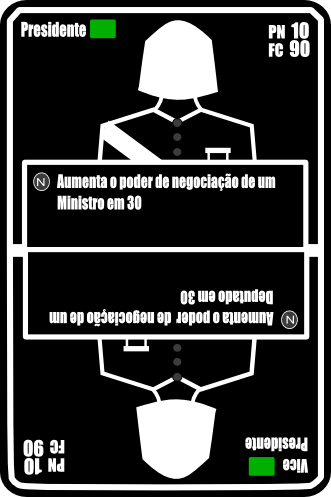 Presidente
PN 10
FC 90
N Aumenta o poder de negociação de um
Ministro em 30
N Aumenta o poder de negociação de um
Deputado em 30
Vice
Presidente
PN 10
FC 90